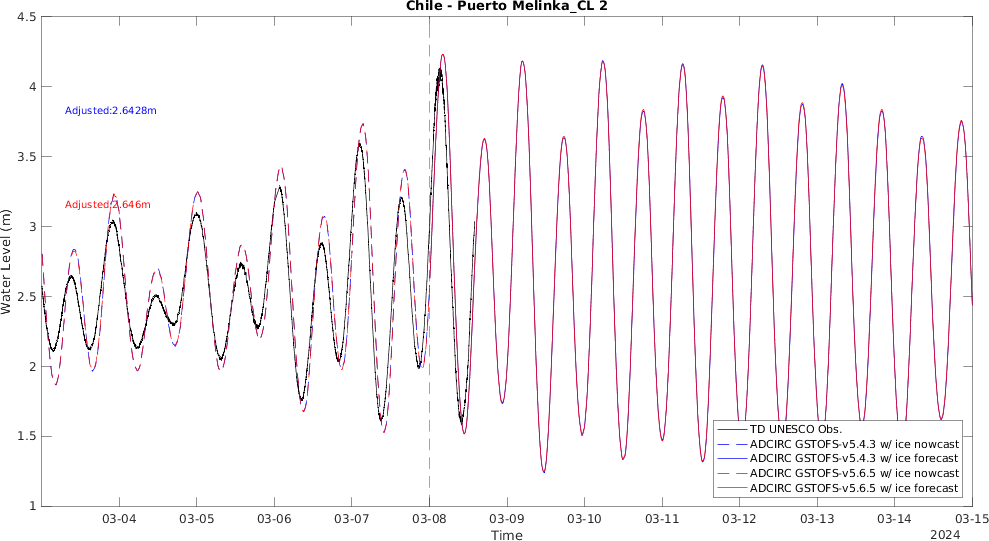 Chile - Puerto Melinka_CL 2
4.5
4
3.5
3
2.5
2
1.5
1
Water Level (m)
Adjusted:2.6428m
Adjusted:2.646m
TD UNESCO Obs.
ADCIRC GSTOFS-v5.4.3 w/ ice nowcast
ADCIRC GSTOFS-v5.4.3 w/ ice forecast
ADCIRC GSTOFS-v5.6.5 w/ ice nowcast
ADCIRC GSTOFS-v5.6.5 w/ ice forecast
03-04 03-05 03-06 03-07 03-08 03-09 03-10 03-11 03-12 03-13 03-14 03-15
Time
2024